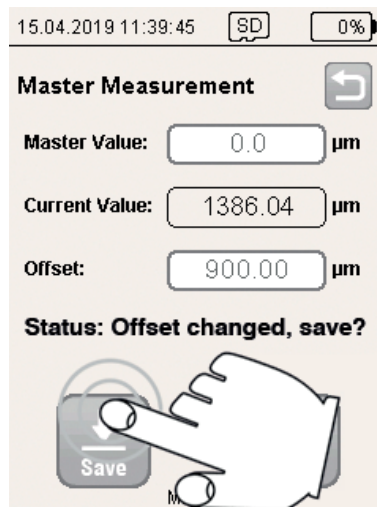 15.04.2019 11:39:45 SD 0%
Master Measurement
Master Value: 0.0 µm
Current Value: 1386.04 µm
Offset: 900.00 µm
Status: Offset changed, save?
Save